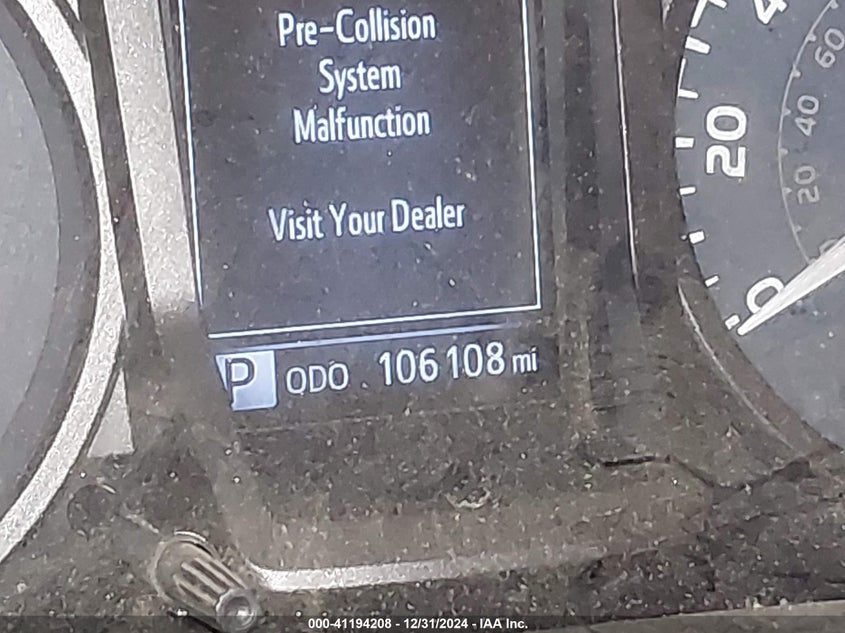 Pre-Collision
System
Malfunction
Visit Your Dealer
P ODO 106108 mi
20
0
60
40
20
000-41194208 - 12/31/2024 - IAA Inc.